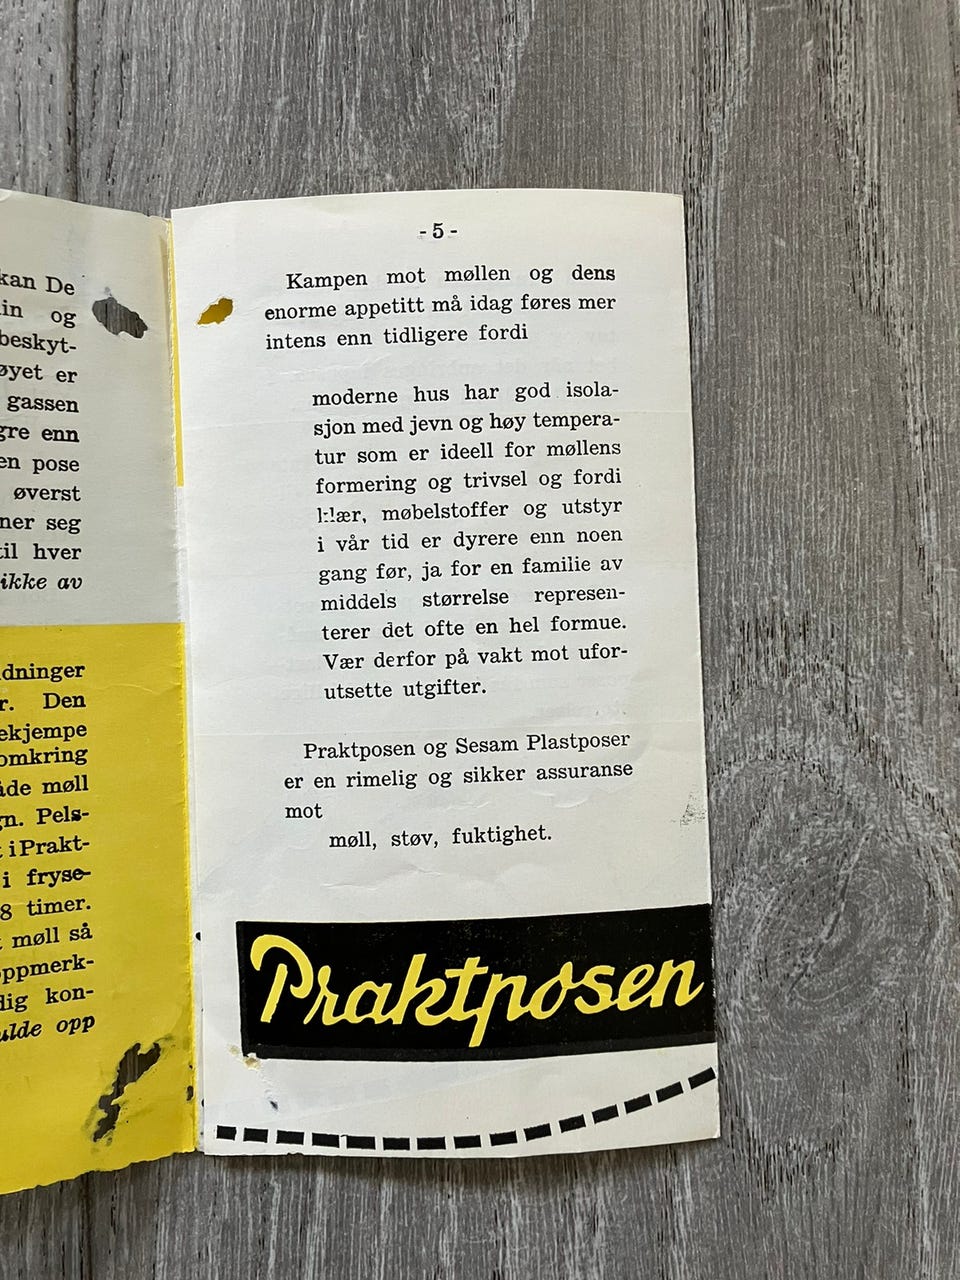 kan De
in og
beskyt-
øyet er
gassen
gre enn
en pose
øverst
ner seg
til hver
ikke av
dninger
r. Den
ekjempe
omkring
åde møll
gn. Pels-
t i Prakt-
i fryse-
8 timer.
t møll så
oppmerk-
dig kon-
ulde opp
- 5 -
Kampen mot møllen og dens
enorme appetitt må idag føres mer
intens enn tidligere fordi
moderne hus har god isola-
sjon med jevn og høy tempera-
tur som er ideell for møllens
formering og trivsel og fordi
klær, møbelstoffer og utstyr
i vår tid er dyrere enn noen
gang før, ja for en familie av
middels størrelse represen-
terer det ofte en hel formue.
Vær derfor på vakt mot ufor-
utsette utgifter.
Praktposen og Sesam Plastposer
er en rimelig og sikker assuranse
mot
møll, støv, fuktighet.
Praktposen